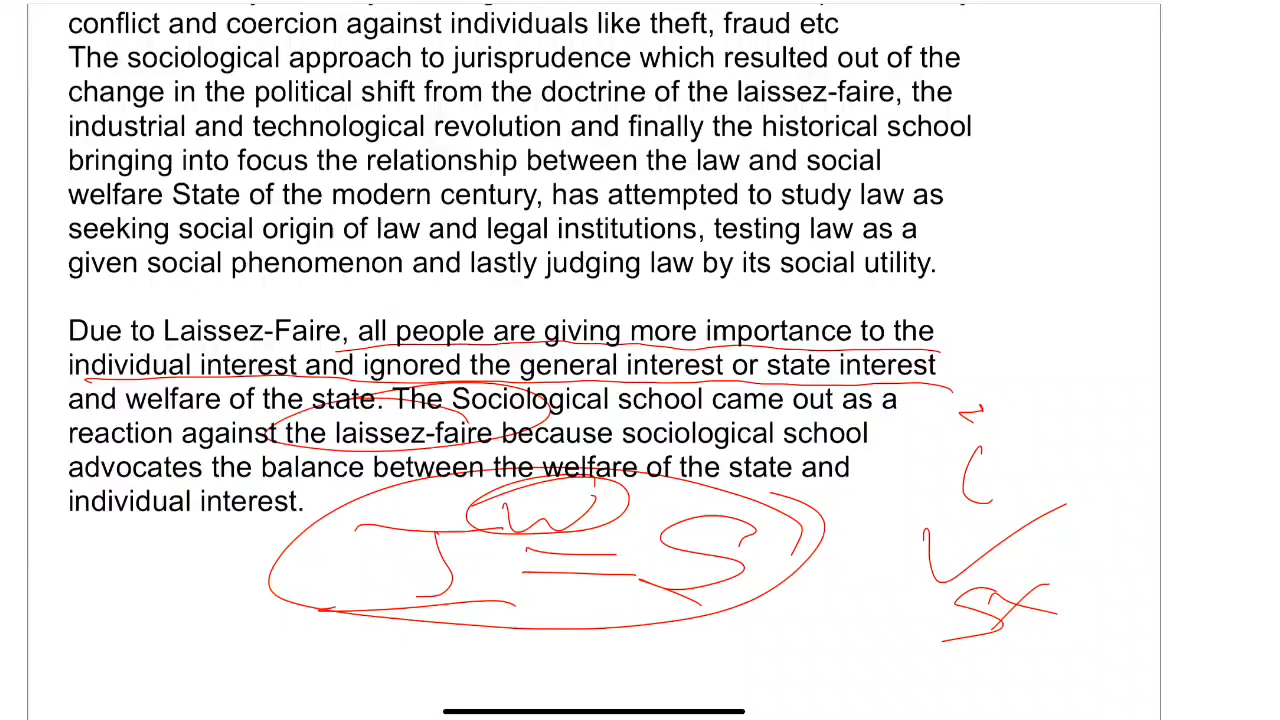 conflict and coercion against individuals like theft, fraud etc
The sociological approach to jurisprudence which resulted out of the
change in the political shift from the doctrine of the laissez-faire, the
industrial and technological revolution and finally the historical school
bringing into focus the relationship between the law and social
welfare State of the modern century, has attempted to study law as
seeking social origin of law and legal institutions, testing law as a
given social phenomenon and lastly judging law by its social utility.
Due to Laissez-Faire, all people are giving more importance to the
individual interest and ignored the general interest or state interest
and welfare of the state. The Sociological school came out as a
reaction against the laissez-faire because sociological school
advocates the balance between the welfare of the state and
individual interest.
W
I = S